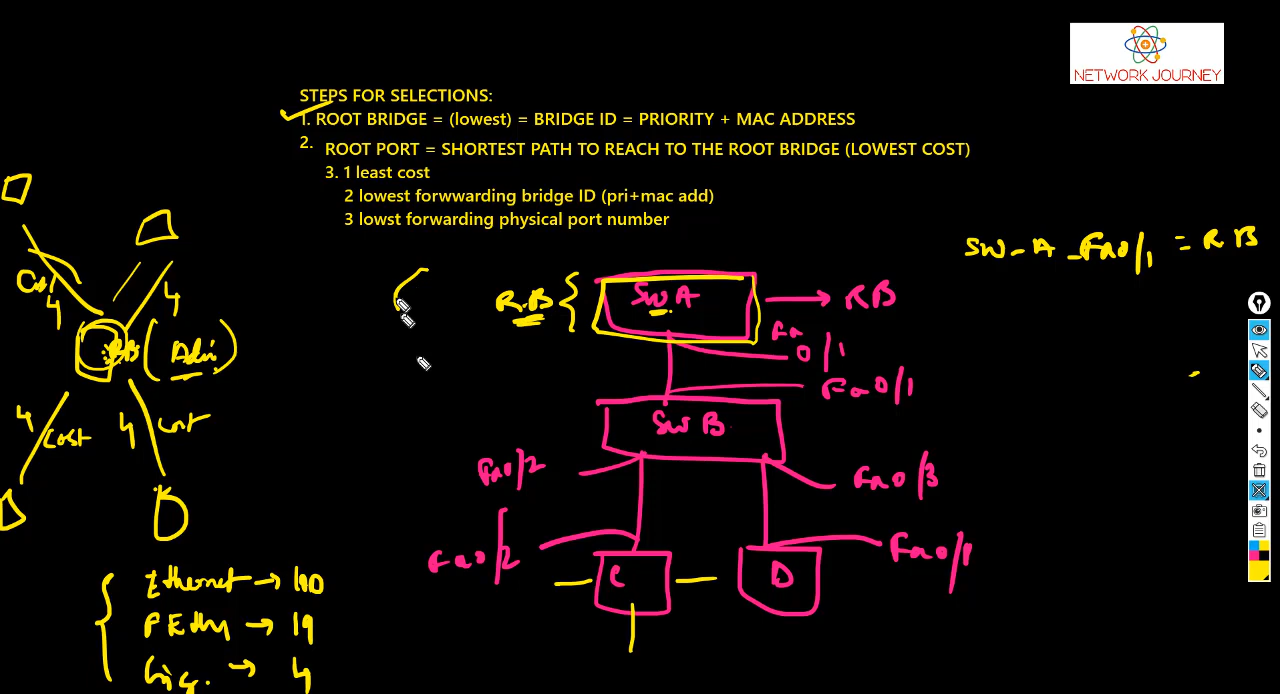 NETWORK JOURNEY
STEPS FOR SELECTIONS:
1. ROOT BRIDGE = (lowest) = BRIDGE ID = PRIORITY + MAC ADDRESS
2. ROOT PORT = SHORTEST PATH TO REACH TO THE ROOT BRIDGE (LOWEST COST)
3. 1 least cost
2 lowest forwwarding bridge ID (pri+mac add)
3 lowst forwarding physical port number
SW - A - Fa0/1 = RB
R.B
SW A
RB
Fa 0/1
Fa0/1
SW B
Fa0/2
Fa0/3
Fa0/2
Fa0/1
C
D
4
4
4
cost
4
cost
Ethernet → 100
F Eth → 19
Gig. → 4